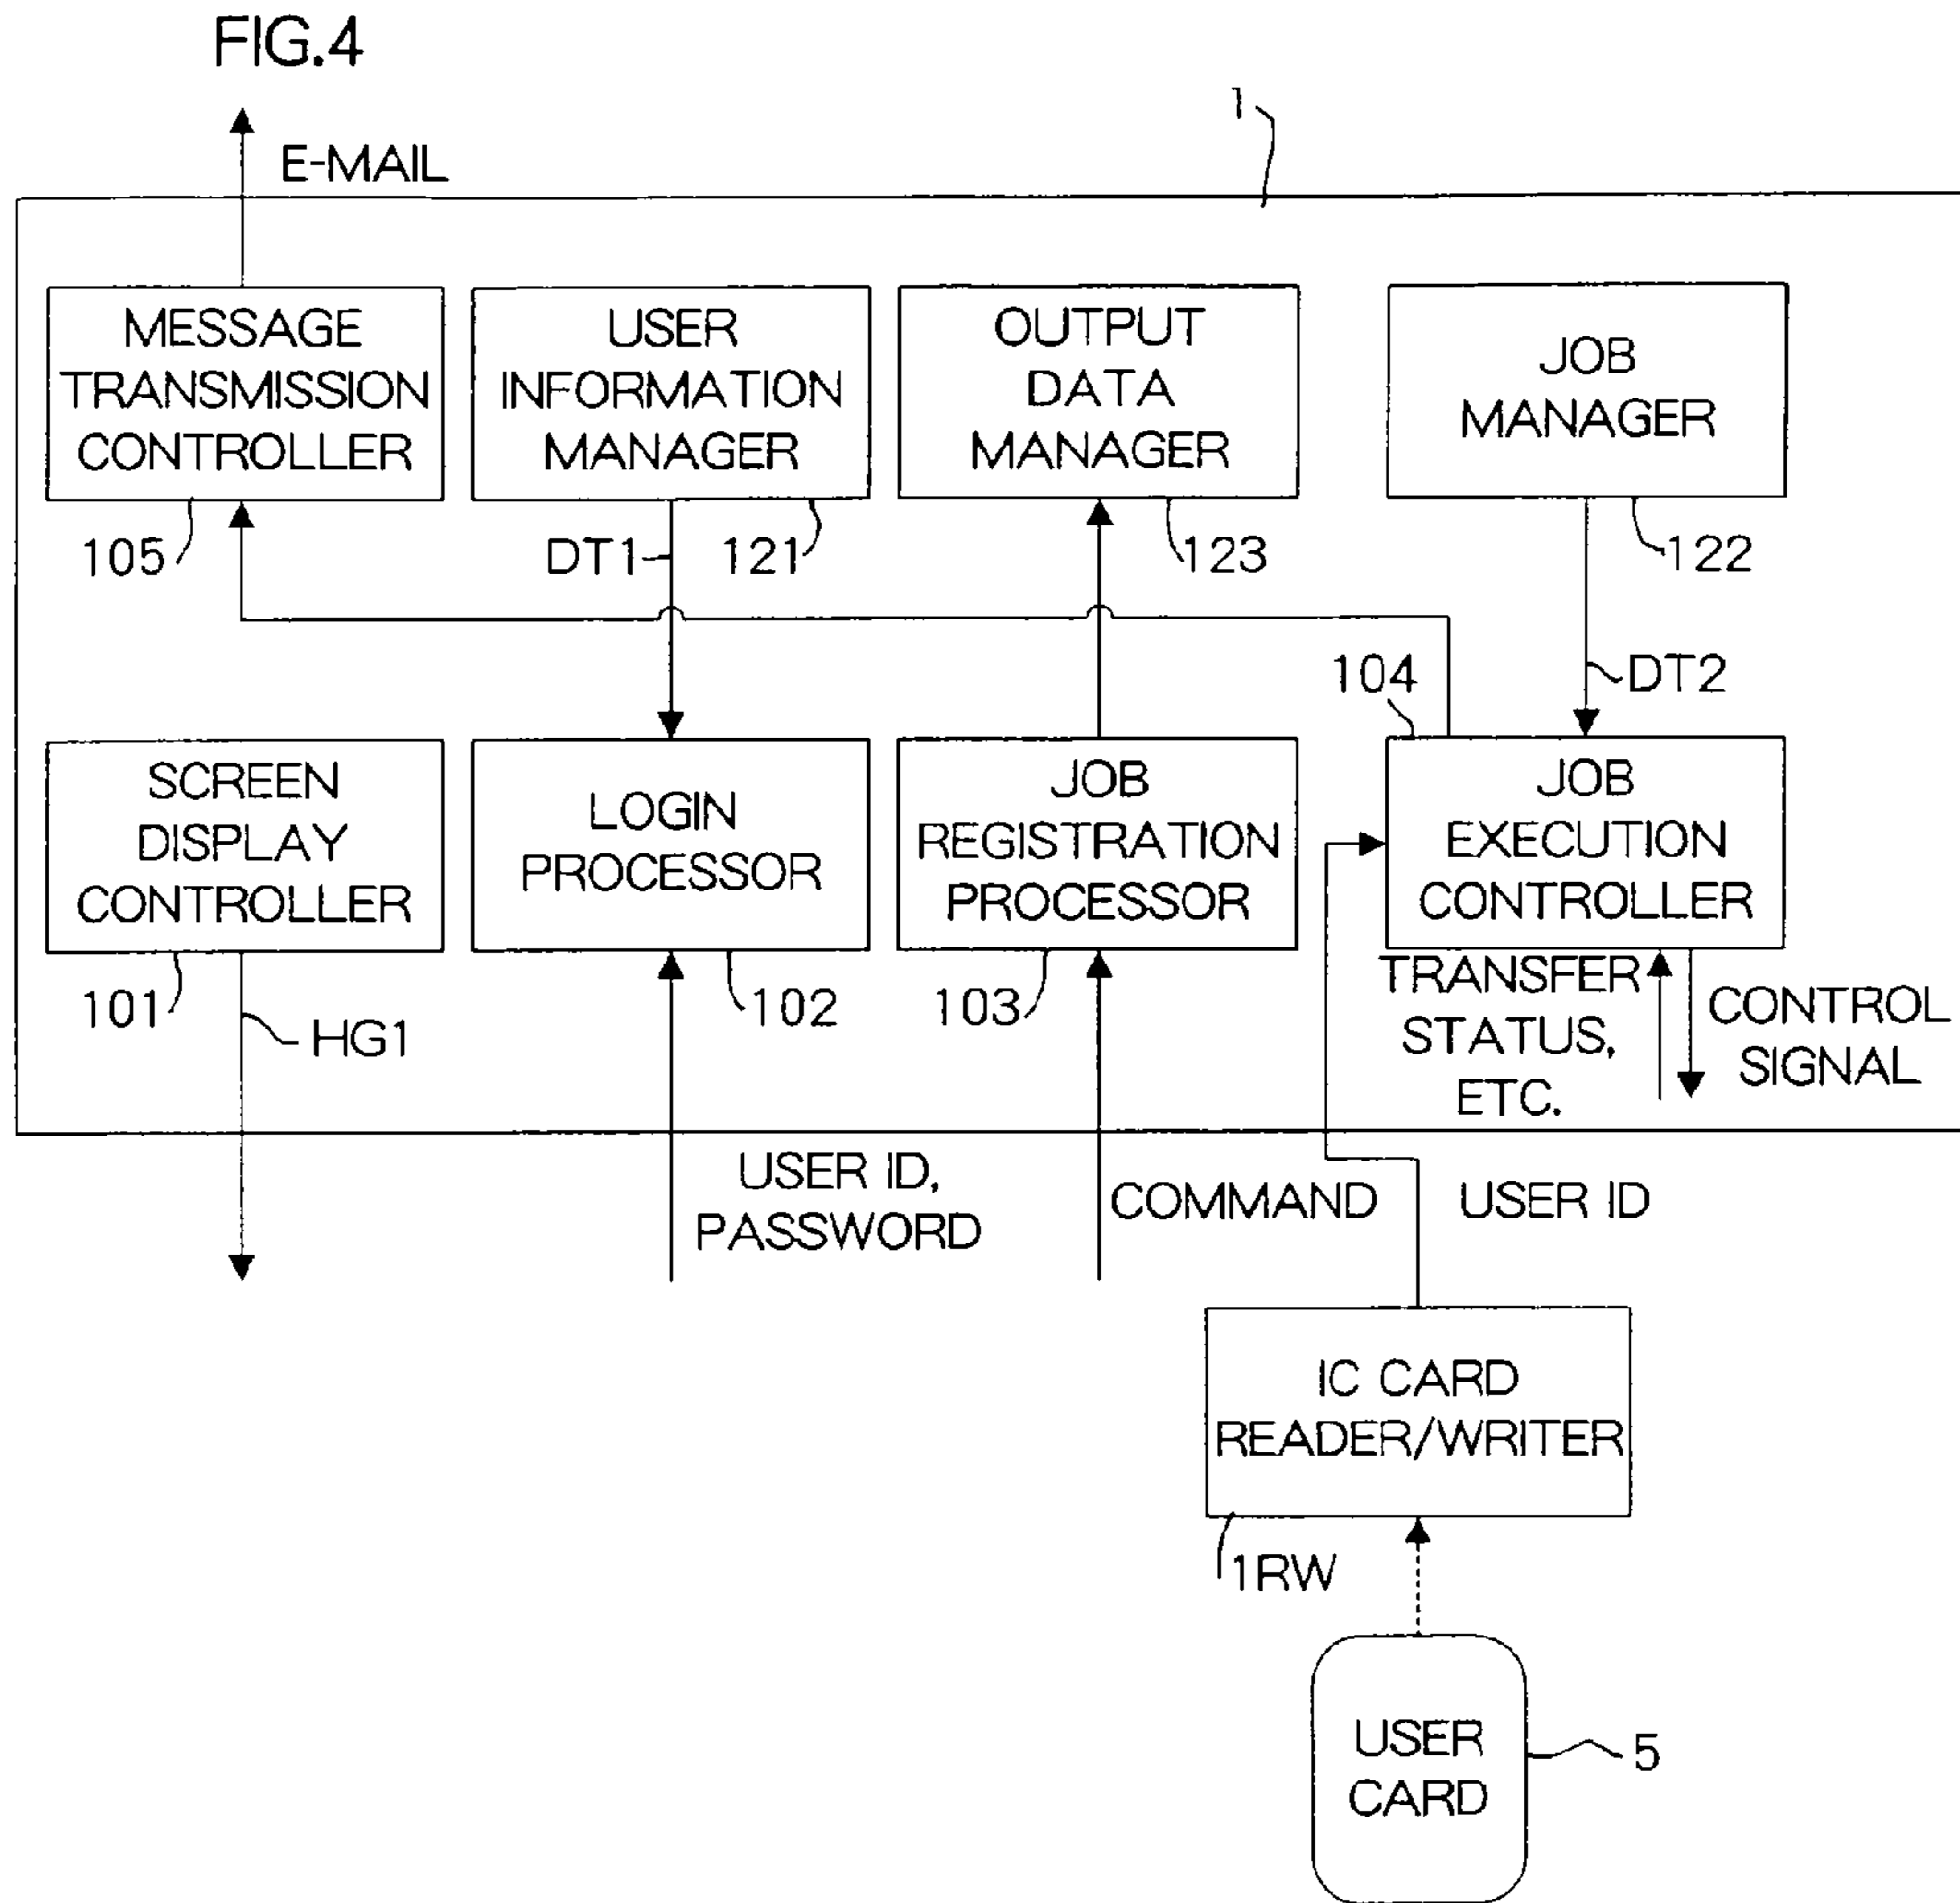 FIG.4
1
E-MAIL
MESSAGE
TRANSMISSION
CONTROLLER
USER
INFORMATION
MANAGER
OUTPUT
DATA
MANAGER
JOB
MANAGER
105
DT1
121
123
122
104
DT2
SCREEN
DISPLAY
CONTROLLER
LOGIN
PROCESSOR
JOB
REGISTRATION
PROCESSOR
JOB
EXECUTION
CONTROLLER
101
HG1
102
103
TRANSFER
STATUS,
ETC.
CONTROL
SIGNAL
USER ID,
PASSWORD
COMMAND
USER ID
IC CARD
READER/WRITER
1RW
USER
CARD
5